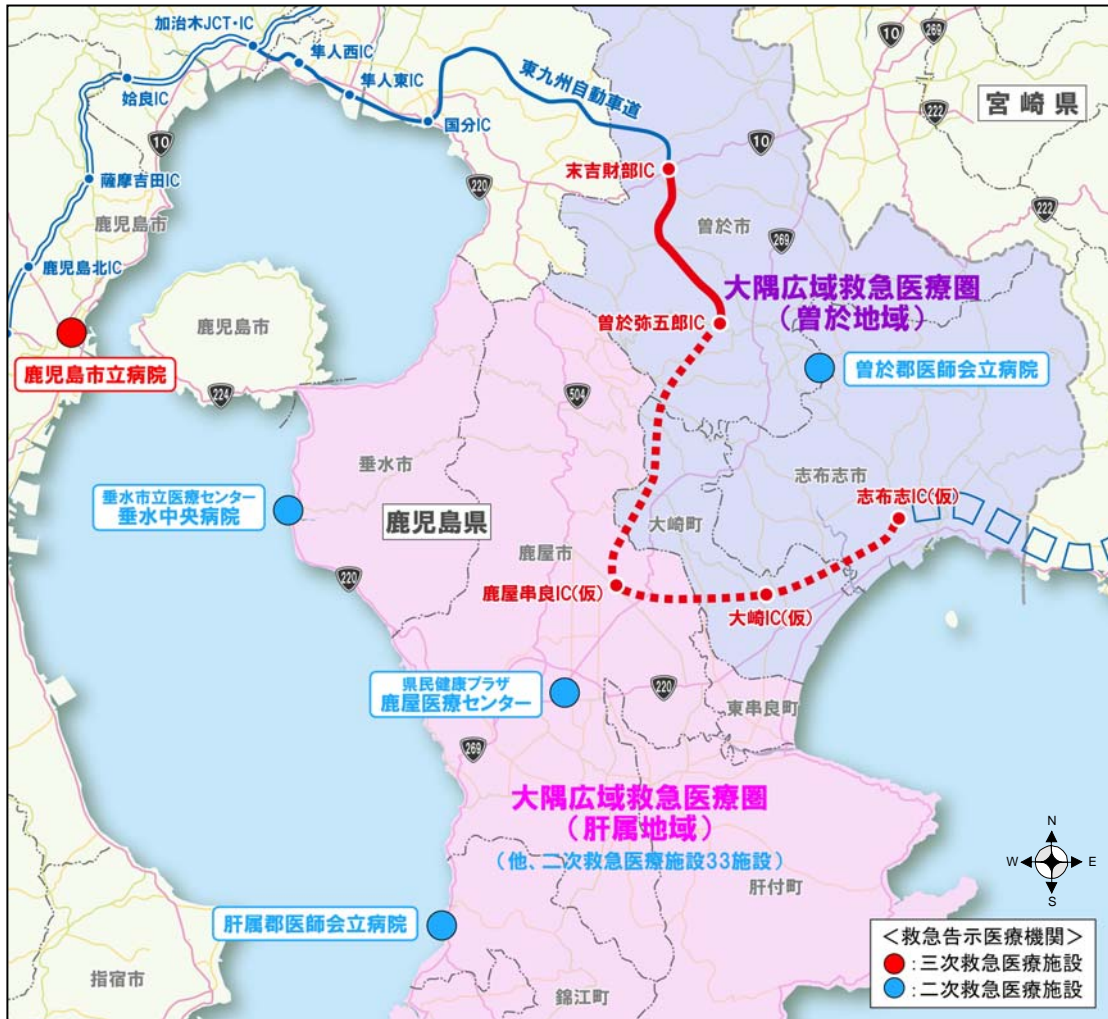 加治木JCT・IC
隼人西IC
隼人東IC
姶良IC
国分IC
東九州自動車道
10
269
222
宮崎県
10
10
220
末吉財部IC
薩摩吉田IC
鹿児島市
222
曽於市
269
鹿児島北IC
大隅広域救急医療圏
(曽於地域)
鹿児島市
曽於弥五郎IC
鹿児島市立病院
曽於郡医師会立病院
224
504
垂水市
志布志市
垂水市立医療センター
垂水中央病院
志布志IC(仮)
鹿児島県
大崎町
鹿屋市
220
鹿屋串良IC(仮)
大崎IC(仮)
県民健康プラザ
鹿屋医療センター
220
東串良町
269
大隅広域救急医療圏
(肝属地域)
(他、二次救急医療施設33施設)
肝付町
N
W
E
S
肝属郡医師会立病院
指宿市
錦江町
<救急告示医療機関>
:三次救急医療施設
:二次救急医療施設